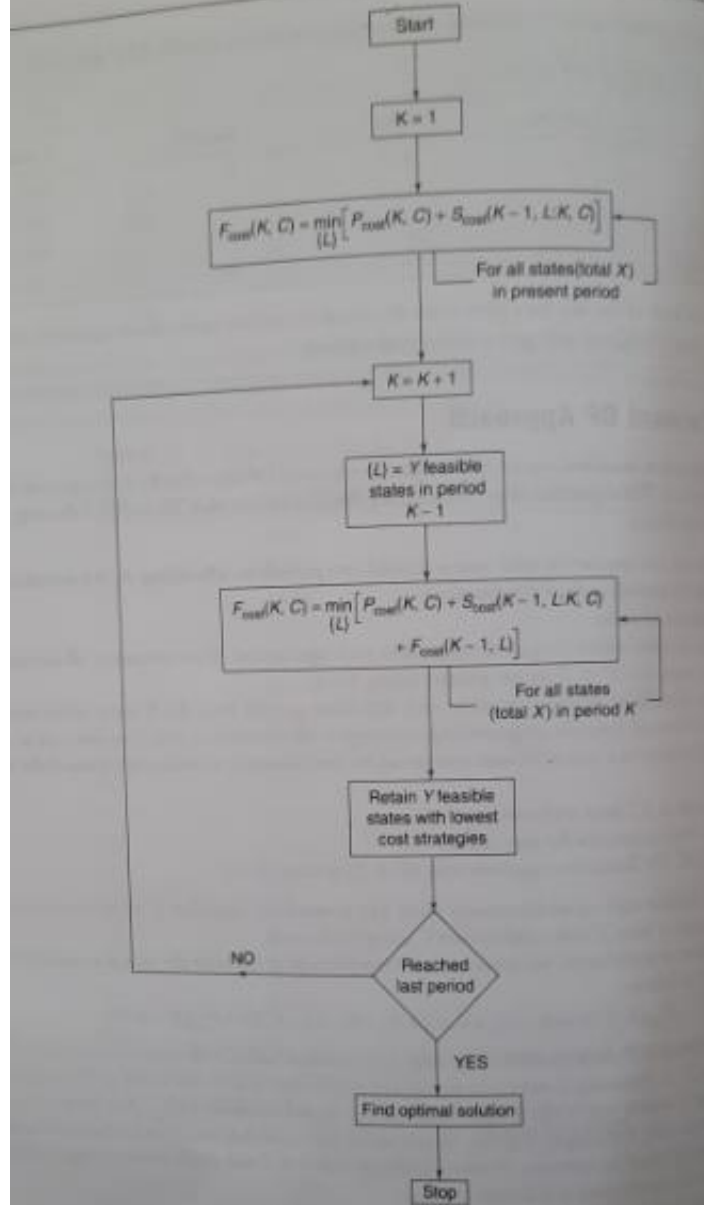 Start
K = 1
F_cost(K, C) = min [P_cost(K, C) + S_cost(K − 1, L:K, C)]
{L}
For all states(total X)
in present period
K = K + 1
{L} = Y feasible
states in period
K − 1
F_cost(K, C) = min [P_cost(K, C) + S_cost(K − 1, L:K, C)
{L}
+ F_cost(K − 1, L)]
For all states
(total X) in period K
Retain Y feasible
states with lowest
cost strategies
NO
Reached
last period
YES
Find optimal solution
Stop